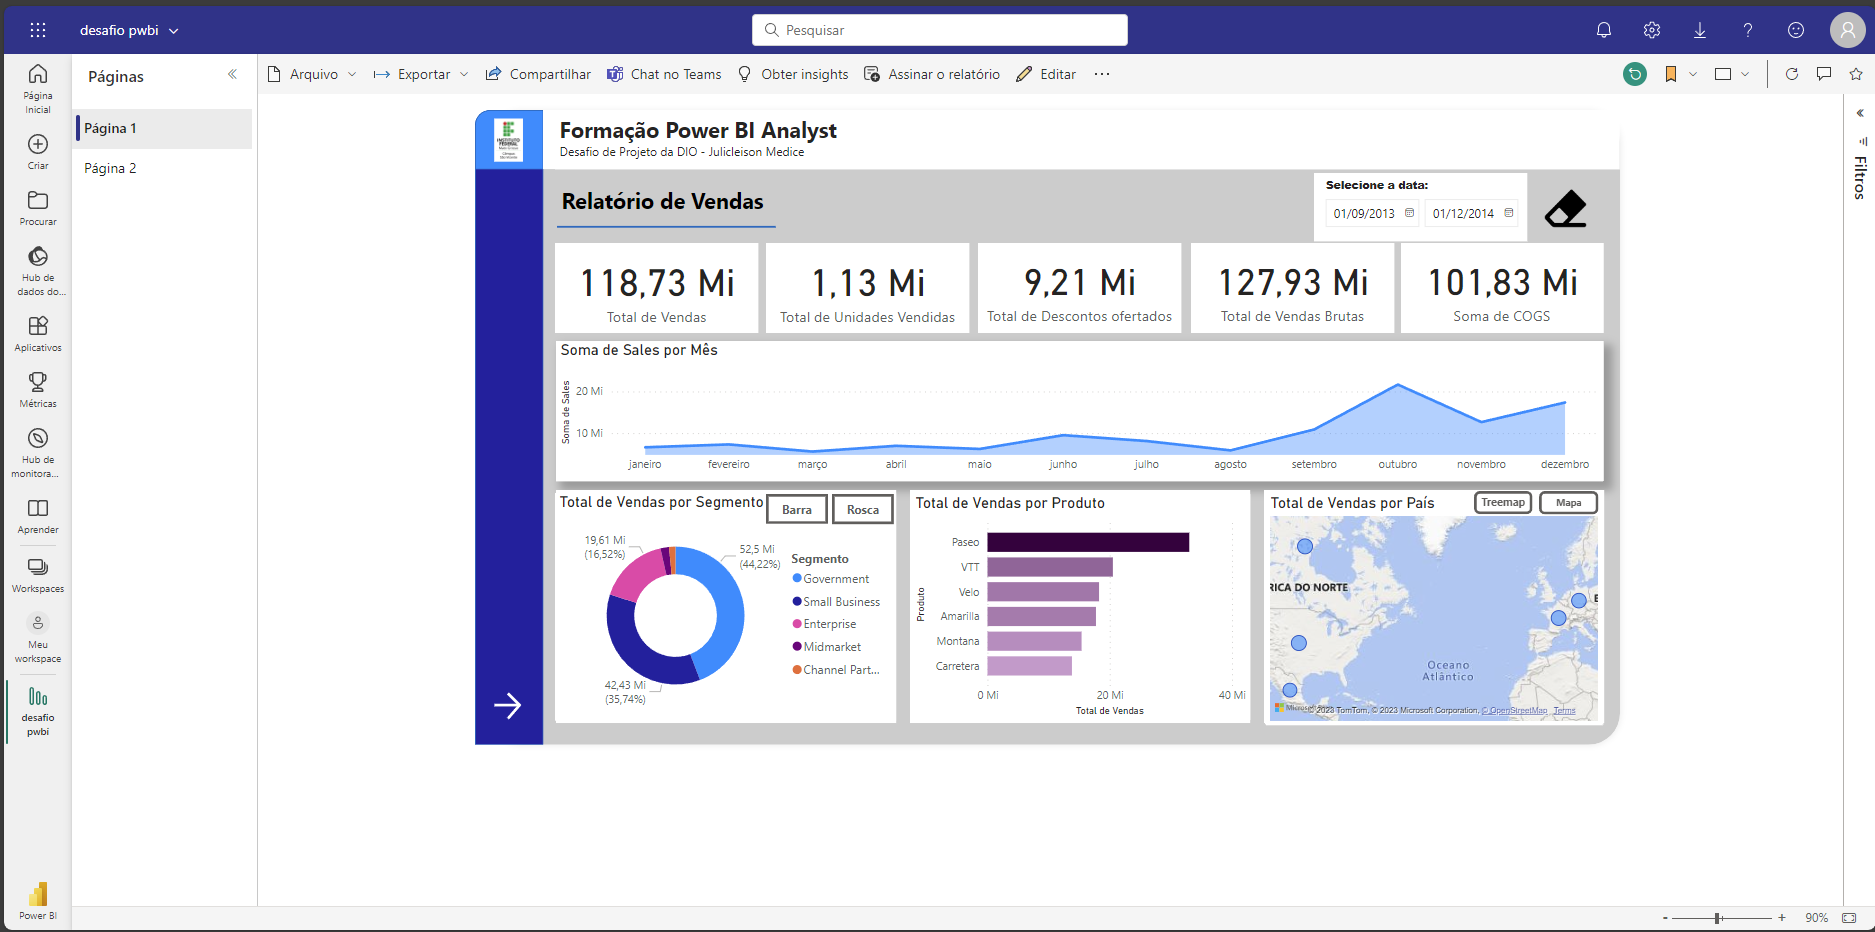 desafio pwbi
Pesquisar
Página Inicial
Criar
Procurar
Hub de dados do...
Aplicativos
Métricas
Hub de monitora...
Aprender
Workspaces
Meu workspace
desafio pwbi
Power BI
Páginas
Página 1
Página 2
Arquivo
Exportar
Compartilhar
Chat no Teams
Obter insights
Assinar o relatório
Editar
Filtros
INSTITUTO
FEDERAL
Formação Power BI Analyst
Desafio de Projeto da DIO - Julicleison Medice
Relatório de Vendas
Selecione a data:
01/09/2013 01/12/2014
118,73 Mi
Total de Vendas
1,13 Mi
Total de Unidades Vendidas
9,21 Mi
Total de Descontos ofertados
127,93 Mi
Total de Vendas Brutas
101,83 Mi
Soma de COGS
Soma de Sales por Mês
Soma de Sales
20 Mi
10 Mi
janeiro fevereiro março abril maio junho julho agosto setembro outubro novembro dezembro
Total de Vendas por Segmento
Barra
Rosca
19,61 Mi
(16,52%)
52,5 Mi
(44,22%)
42,43 Mi
(35,74%)
Segmento
Government
Small Business
Enterprise
Midmarket
Channel Part...
Total de Vendas por Produto
Produto
Paseo
VTT
Velo
Amarilla
Montana
Carretera
0 Mi 20 Mi 40 Mi
Total de Vendas
Total de Vendas por País
Treemap
Mapa
RICA DO NORTE
E
Oceano
Atlântico
© 2023 TomTom, © 2023 Microsoft Corporation, © OpenStreetMap Terms
- + 90%